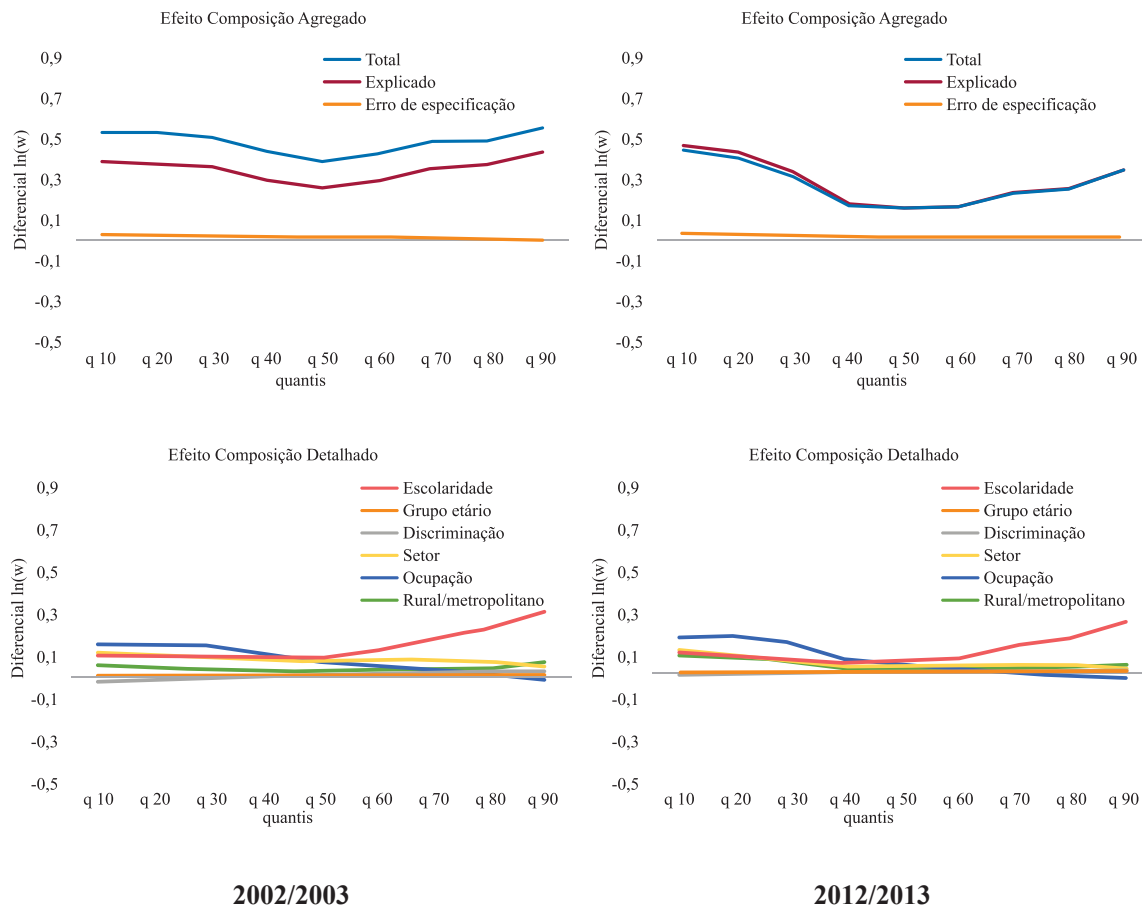 Efeito Composição Agregado
0,9
0,7
0,5
0,3
0,1
-0,1
-0,3
-0,5
Diferencial ln(w)
Total
Explicado
Erro de especificação
q 10 q 20 q 30 q 40 q 50 q 60 q 70 q 80 q 90
quantis
Efeito Composição Agregado
0,9
0,7
0,5
0,3
0,1
-0,1
-0,3
-0,5
Diferencial ln(w)
Total
Explicado
Erro de especificação
q 10 q 20 q 30 q 40 q 50 q 60 q 70 q 80 q 90
quantis
Efeito Composição Detalhado
0,9
0,7
0,5
0,3
0,1
-0,1
-0,3
-0,5
Diferencial ln(w)
Escolaridade
Grupo etário
Discriminação
Setor
Ocupação
Rural/metropolitano
q 10 q 20 q 30 q 40 q 50 q 60 q 70 q 80 q 90
quantis
Efeito Composição Detalhado
0,9
0,7
0,5
0,3
0,1
-0,1
-0,3
-0,5
Diferencial ln(w)
Escolaridade
Grupo etário
Discriminação
Setor
Ocupação
Rural/metropolitano
q 10 q 20 q 30 q 40 q 50 q 60 q 70 q 80 q 90
quantis
2002/2003
2012/2013